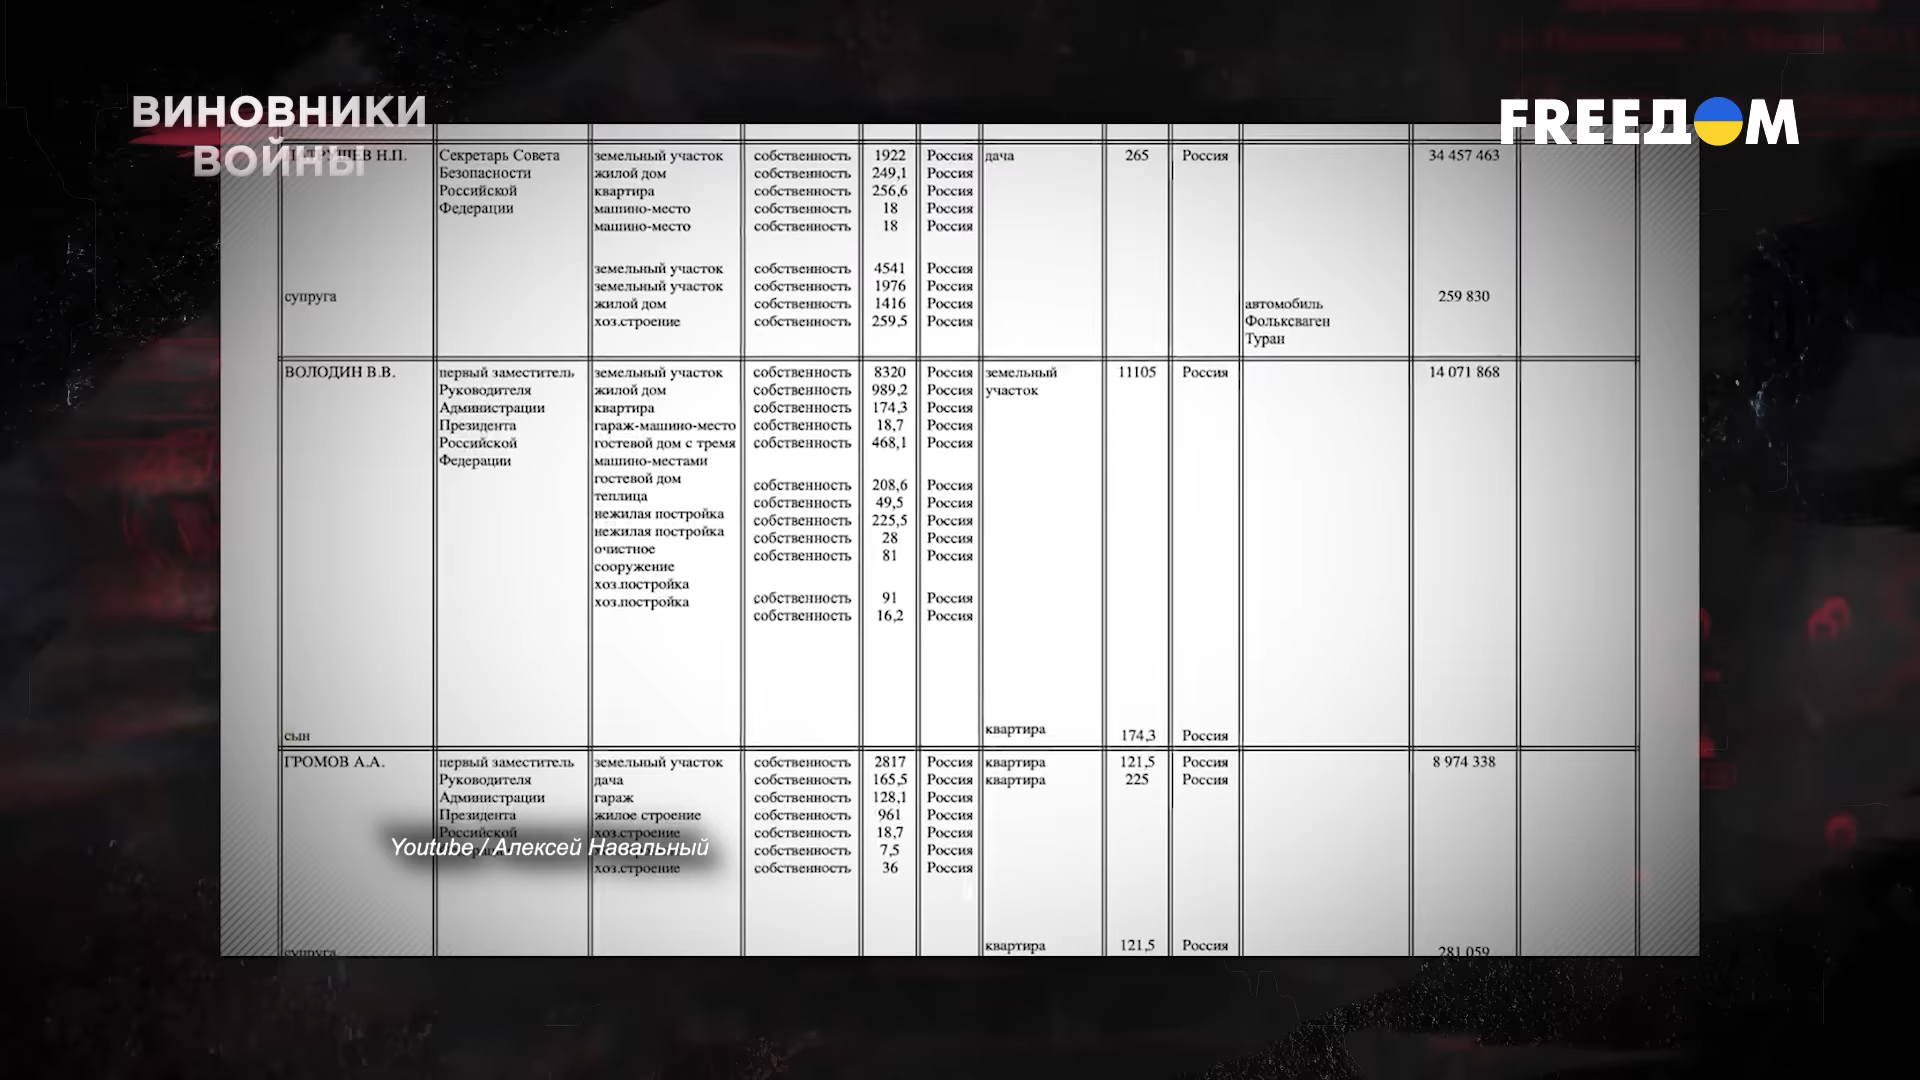 ВИНОВНИКИ
ВОЙНЫ
FREEДOM
Н.П. Секретарь Совета земельный участок собственность 1922 Россия дача 265 Россия 34 457 463
Безопасности жилой дом собственность 249,1 Россия
Российской квартира собственность 256,6 Россия
Федерации машино-место собственность 18 Россия
машино-место собственность 18 Россия
земельный участок собственность 4541 Россия
земельный участок собственность 1976 Россия
супруга 259 830
жилой дом собственность 1416 Россия автомобиль
хоз.строение собственность 259,5 Россия Фольксваген
Туран
ВОЛОДИН В.В. первый заместитель земельный участок собственность 8320 Россия земельный 11105 Россия 14 071 868
Руководителя жилой дом собственность 989,2 Россия участок
Администрации квартира собственность 174,3 Россия
Президента гараж-машино-место собственность 18,7 Россия
Российской гостевой дом с тремя собственность 468,1 Россия
Федерации машино-местами
гостевой дом собственность 208,6 Россия
теплица собственность 49,5 Россия
нежилая постройка собственность 225,5 Россия
нежилая постройка собственность 28 Россия
очистное собственность 81 Россия
сооружение
хоз.постройка собственность 91 Россия
хоз.постройка собственность 16,2 Россия
сын квартира 174,3 Россия
ГРОМОВ А.А. первый заместитель земельный участок собственность 2817 Россия квартира 121,5 Россия 8 974 338
Руководителя дача собственность 165,5 Россия квартира 225 Россия
Администрации гараж собственность 128,1 Россия
Президента жилое строение собственность 961 Россия
Российской хоз.строение собственность 18,7 Россия
собственность 7,5 Россия
Youtube / Алексей Навальный
хоз.строение собственность 36 Россия
супруга квартира 121,5 Россия 281 059